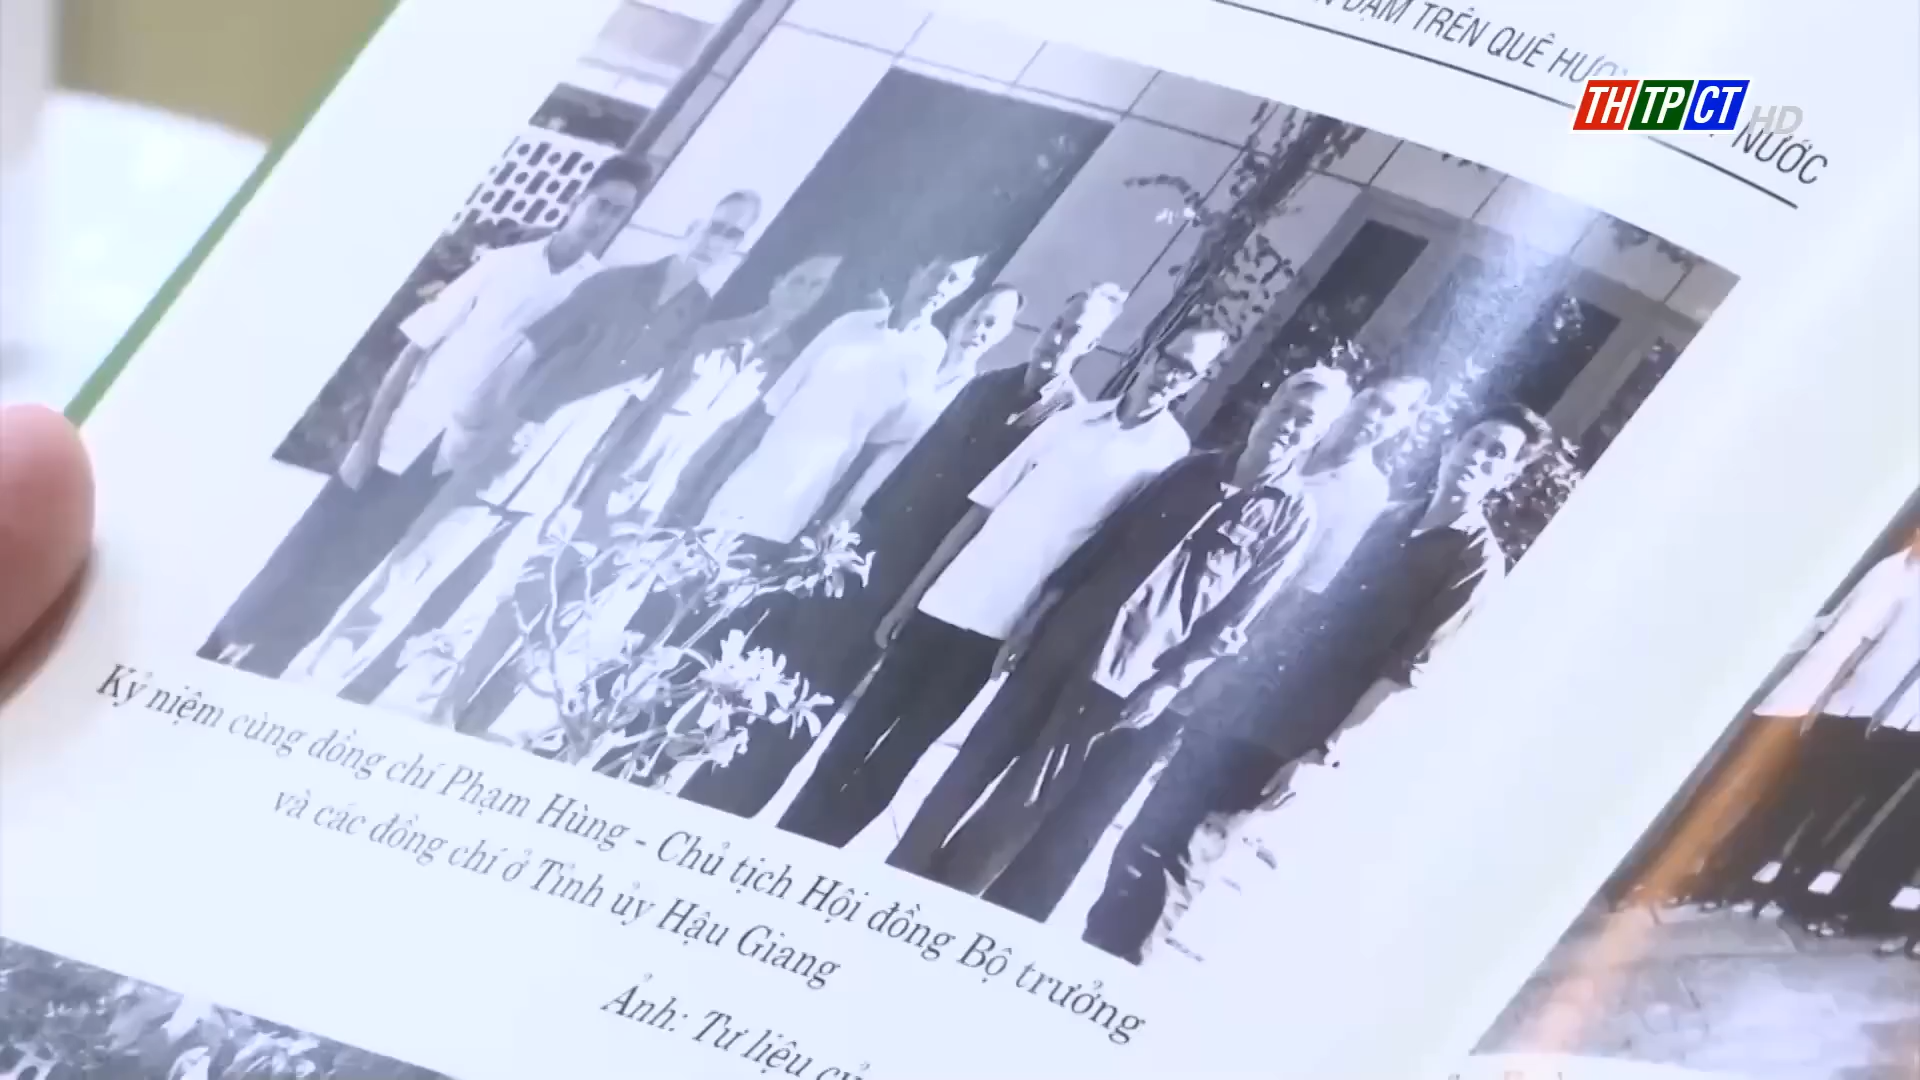 ĐẬM TRÊN QUÊ
NƯỚC
THTPCT HD
Kỷ niệm cùng đồng chí Phạm Hùng - Chủ tịch Hội đồng Bộ trưởng
và các đồng chí ở Tỉnh ủy Hậu Giang
Ảnh: Tư liệu